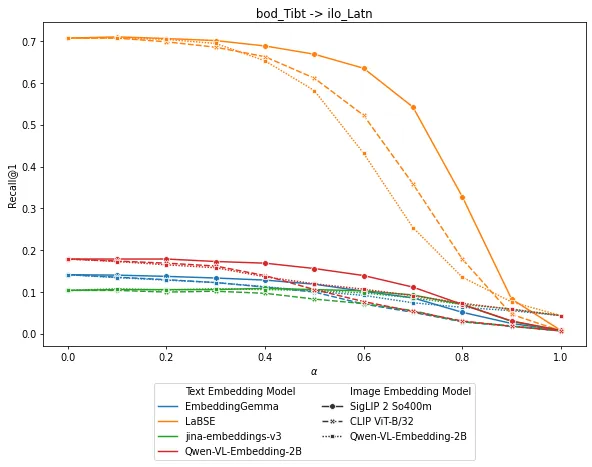 bod_Tibt -> ilo_Latn
Recall@1
0.7
0.6
0.5
0.4
0.3
0.2
0.1
0.0
0.0 0.2 0.4 0.6 0.8 1.0
α
Text Embedding Model Image Embedding Model
EmbeddingGemma SigLIP 2 So400m
LaBSE CLIP ViT-B/32
jina-embeddings-v3 Qwen-VL-Embedding-2B
Qwen-VL-Embedding-2B